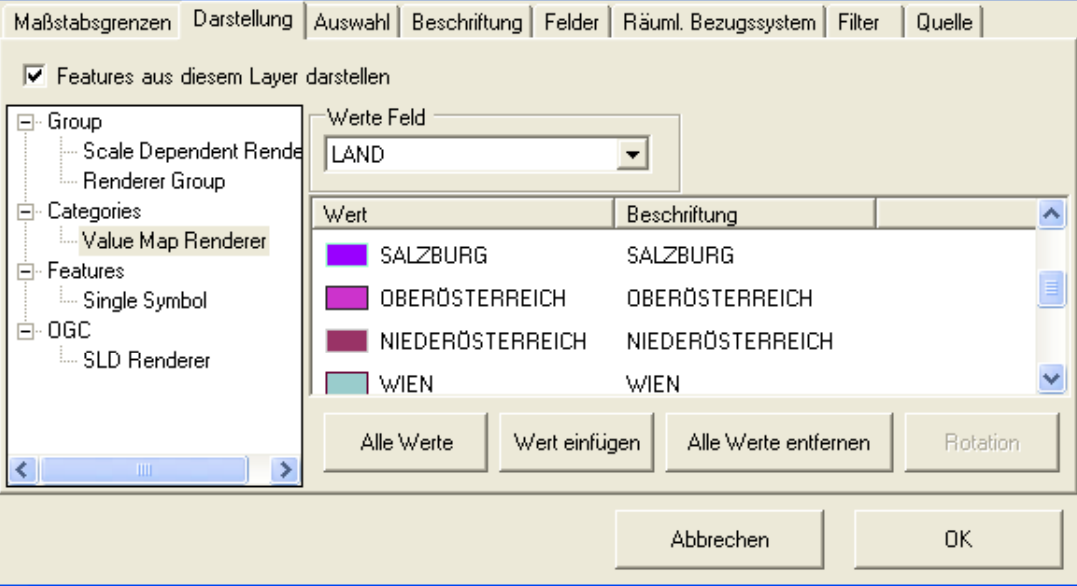 Maßstabsgrenzen Darstellung Auswahl Beschriftung Felder Räuml. Bezugssystem Filter Quelle
Features aus diesem Layer darstellen
Group
Scale Dependent Rende
Renderer Group
Categories
Value Map Renderer
Features
Single Symbol
OGC
SLD Renderer
Werte Feld
LAND
Wert Beschriftung
SALZBURG SALZBURG
OBERÖSTERREICH OBERÖSTERREICH
NIEDERÖSTERREICH NIEDERÖSTERREICH
WIEN WIEN
Alle Werte Wert einfügen Alle Werte entfernen Rotation
Abbrechen OK